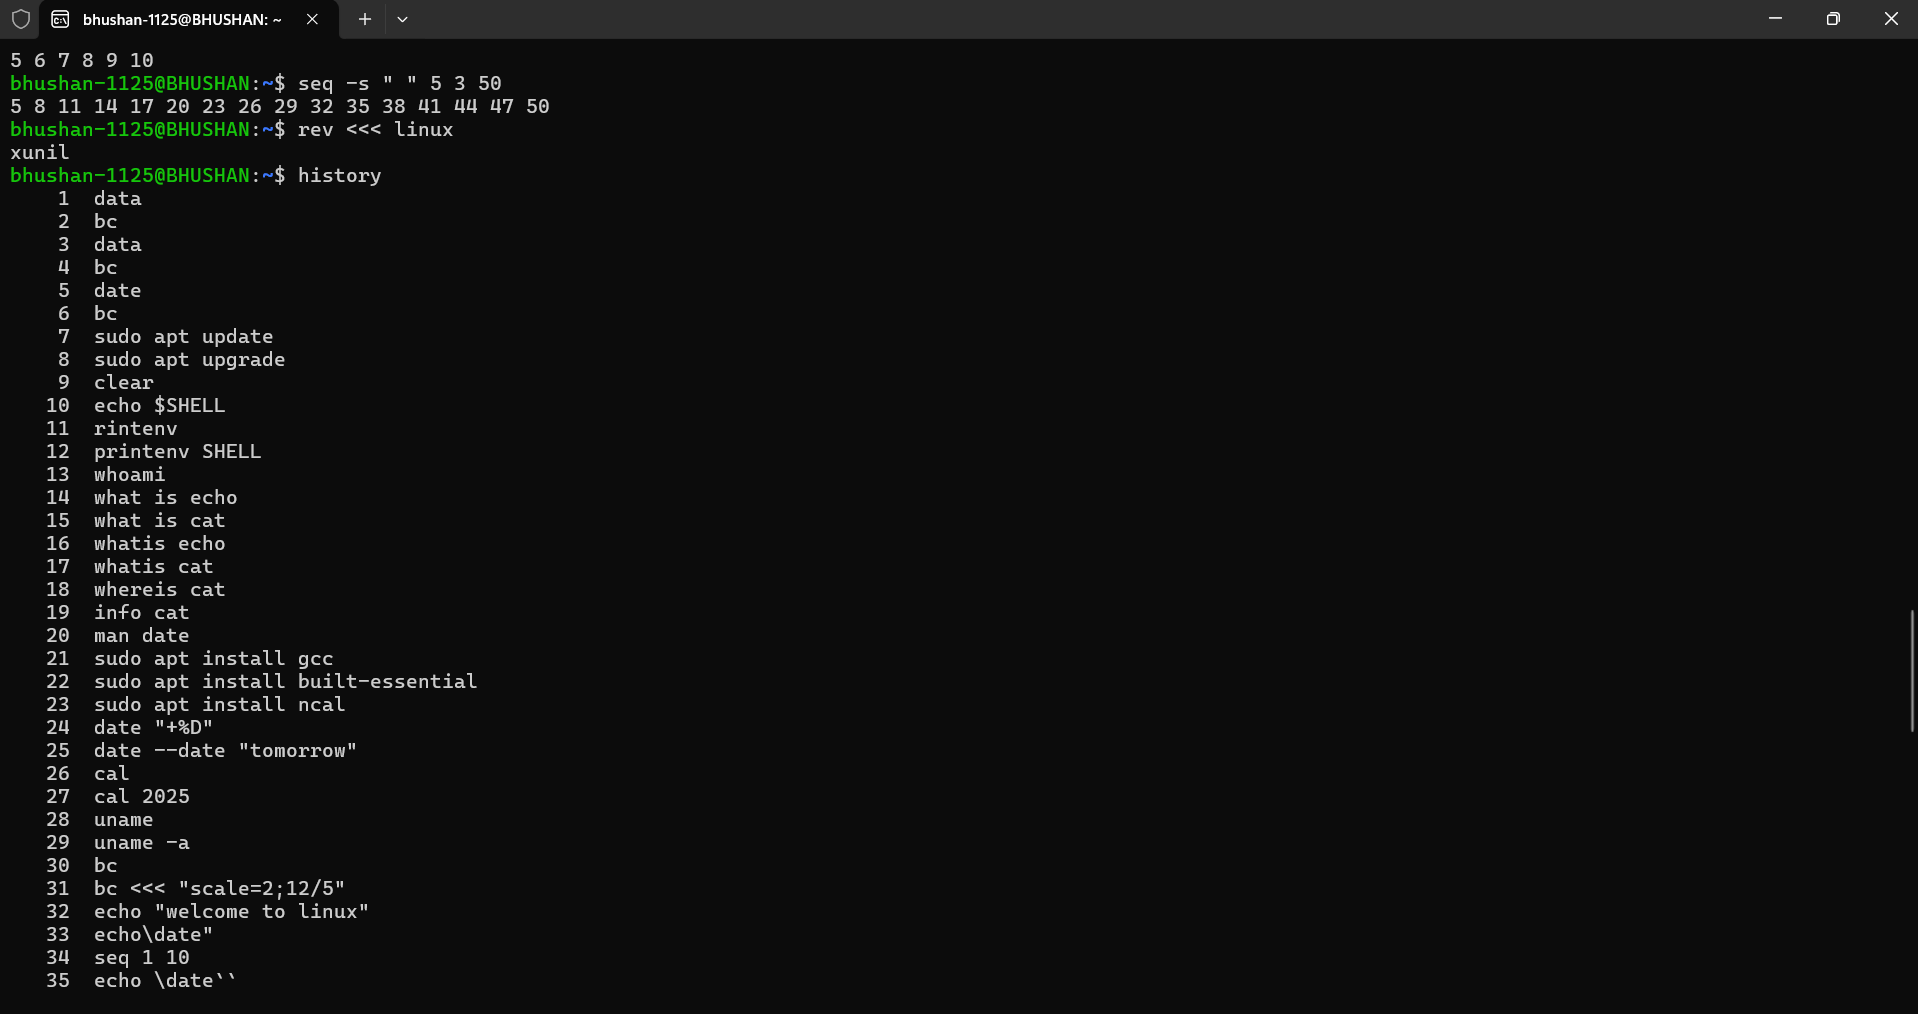 bhushan-1125@BHUSHAN: ~
5 6 7 8 9 10
bhushan-1125@BHUSHAN:~$ seq -s " " 5 3 50
5 8 11 14 17 20 23 26 29 32 35 38 41 44 47 50
bhushan-1125@BHUSHAN:~$ rev <<< linux
xunil
bhushan-1125@BHUSHAN:~$ history
    1  data
    2  bc
    3  data
    4  bc
    5  date
    6  bc
    7  sudo apt update
    8  sudo apt upgrade
    9  clear
   10  echo $SHELL
   11  rintenv
   12  printenv SHELL
   13  whoami
   14  what is echo
   15  what is cat
   16  whatis echo
   17  whatis cat
   18  whereis cat
   19  info cat
   20  man date
   21  sudo apt install gcc
   22  sudo apt install built-essential
   23  sudo apt install ncal
   24  date "+%D"
   25  date --date "tomorrow"
   26  cal
   27  cal 2025
   28  uname
   29  uname -a
   30  bc
   31  bc <<< "scale=2;12/5"
   32  echo "welcome to linux"
   33  echo\date"
   34  seq 1 10
   35  echo \date``